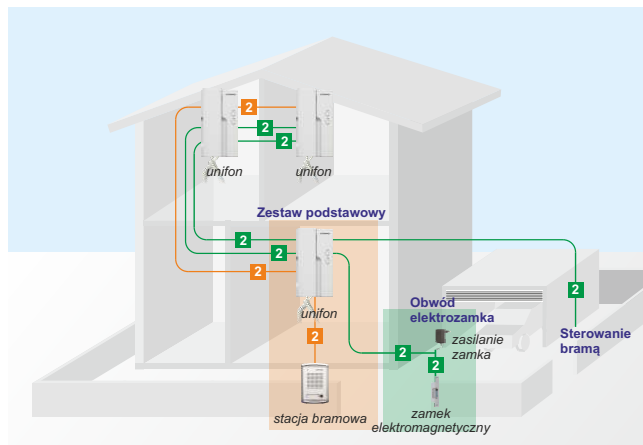 2
2
2
unifon
unifon
Zestaw podstawowy
2
2
2
2
unifon
Obwód
elektrozamka
2
zasilanie
zamka
Sterowanie
bramą
2
2
stacja bramowa
zamek
elektromagnetyczny